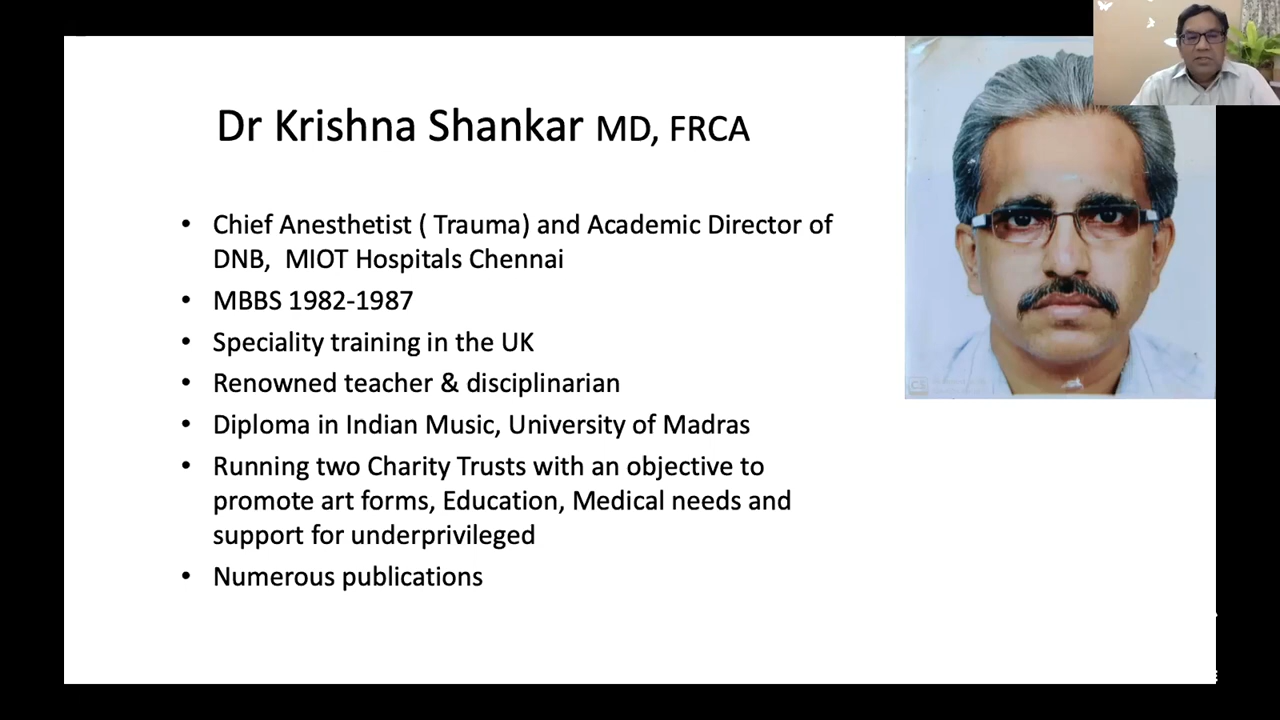 Dr Krishna Shankar MD, FRCA
• Chief Anesthetist ( Trauma) and Academic Director of
DNB, MIOT Hospitals Chennai
• MBBS 1982-1987
• Speciality training in the UK
• Renowned teacher & disciplinarian
• Diploma in Indian Music, University of Madras
• Running two Charity Trusts with an objective to
promote art forms, Education, Medical needs and
support for underprivileged
• Numerous publications
CS